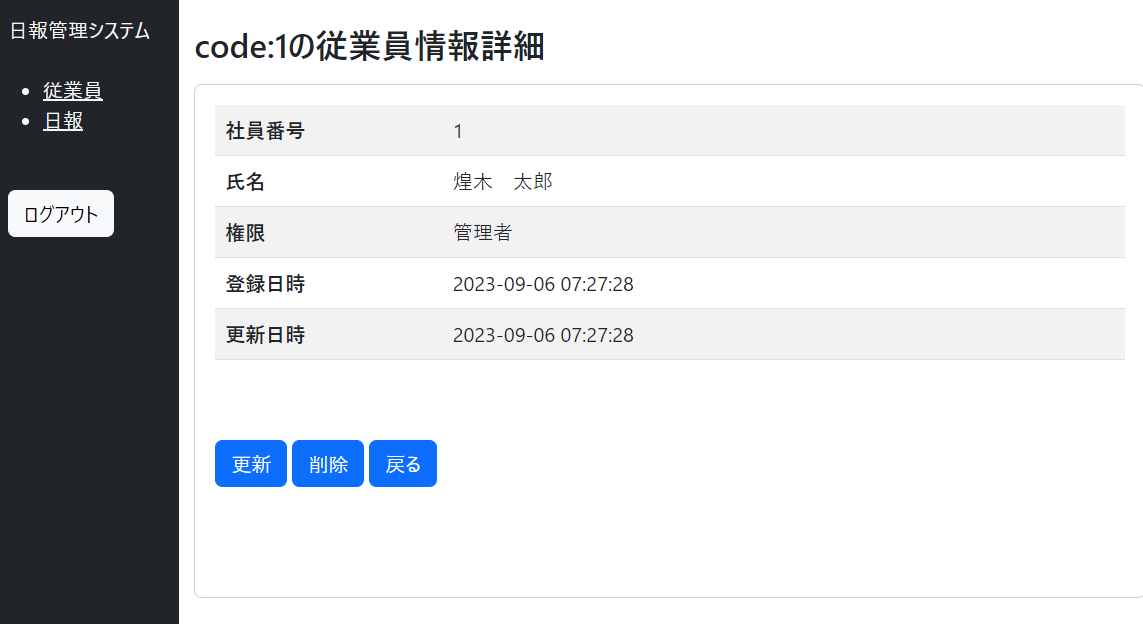 日報管理システム
従業員
日報
ログアウト
code:1の従業員情報詳細
社員番号 1
氏名 煌木　太郎
権限 管理者
登録日時 2023-09-06 07:27:28
更新日時 2023-09-06 07:27:28
更新 削除 戻る